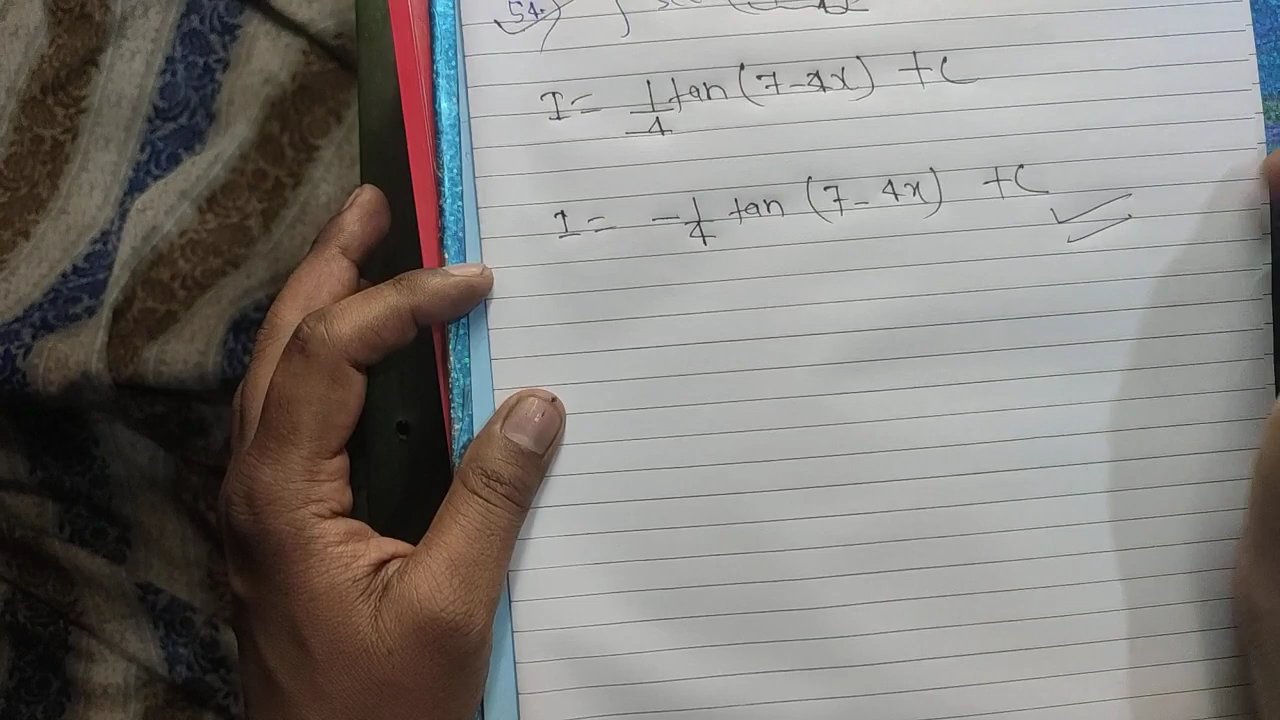 54.
I = 1/-4 tan (7-4x) +C
I = -1/4 tan (7-4x) +C